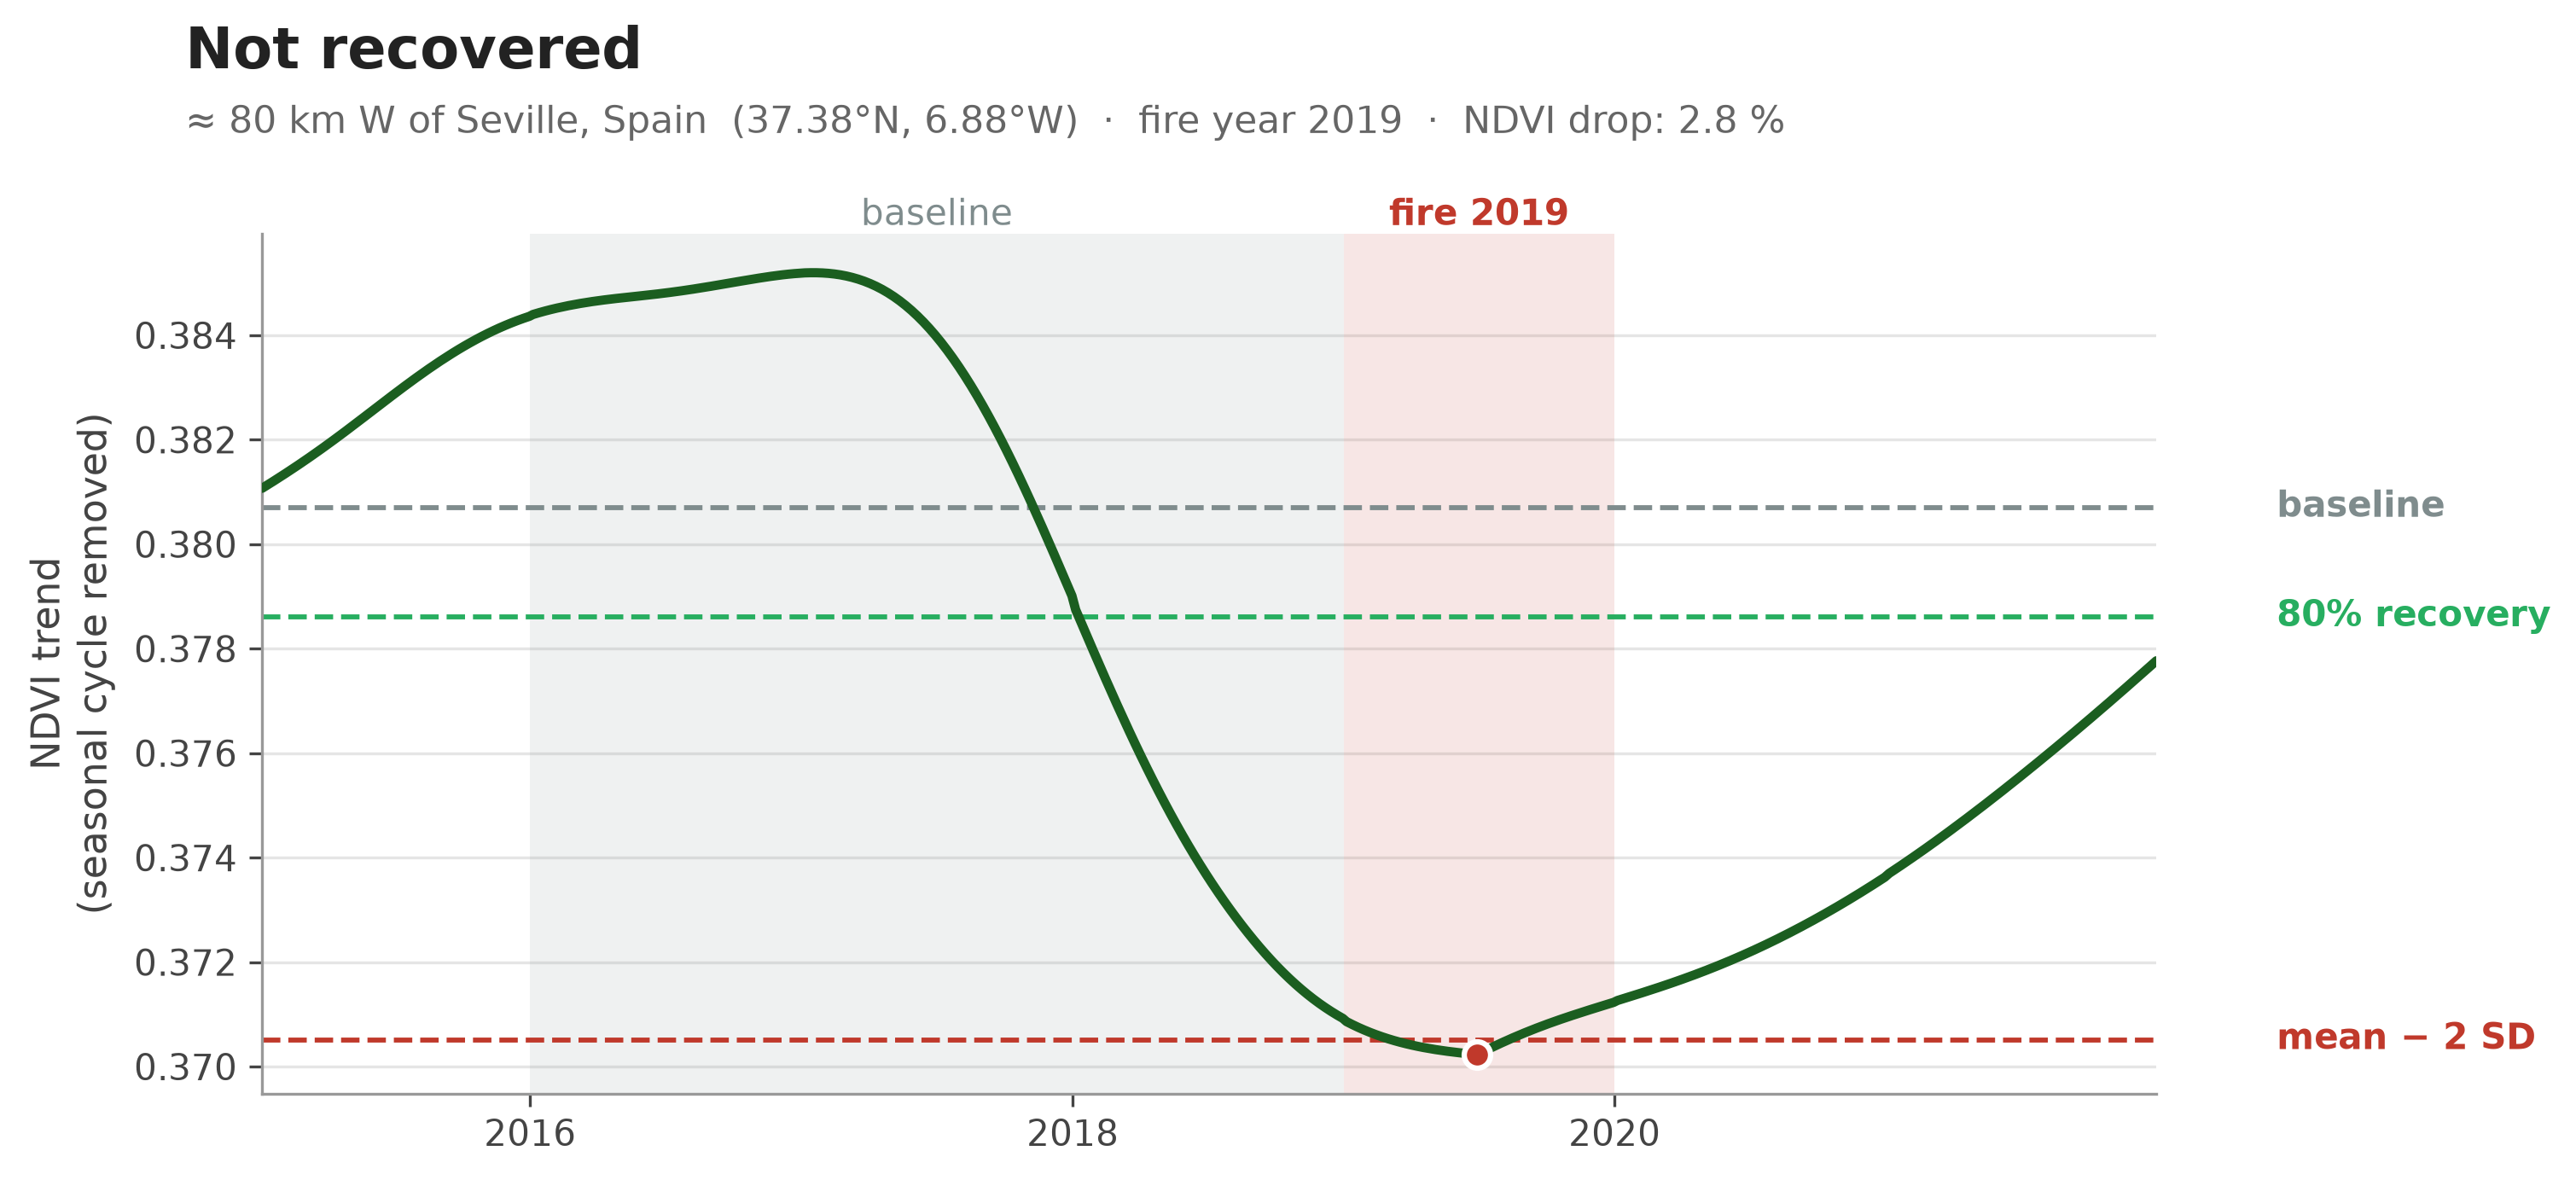 Not recovered
≈ 80 km W of Seville, Spain (37.38°N, 6.88°W) · fire year 2019 · NDVI drop: 2.8 %
baseline
fire 2019
NDVI trend
(seasonal cycle removed)
0.384
0.382
0.380
0.378
0.376
0.374
0.372
0.370
baseline
80% recovery
mean − 2 SD
2016
2018
2020